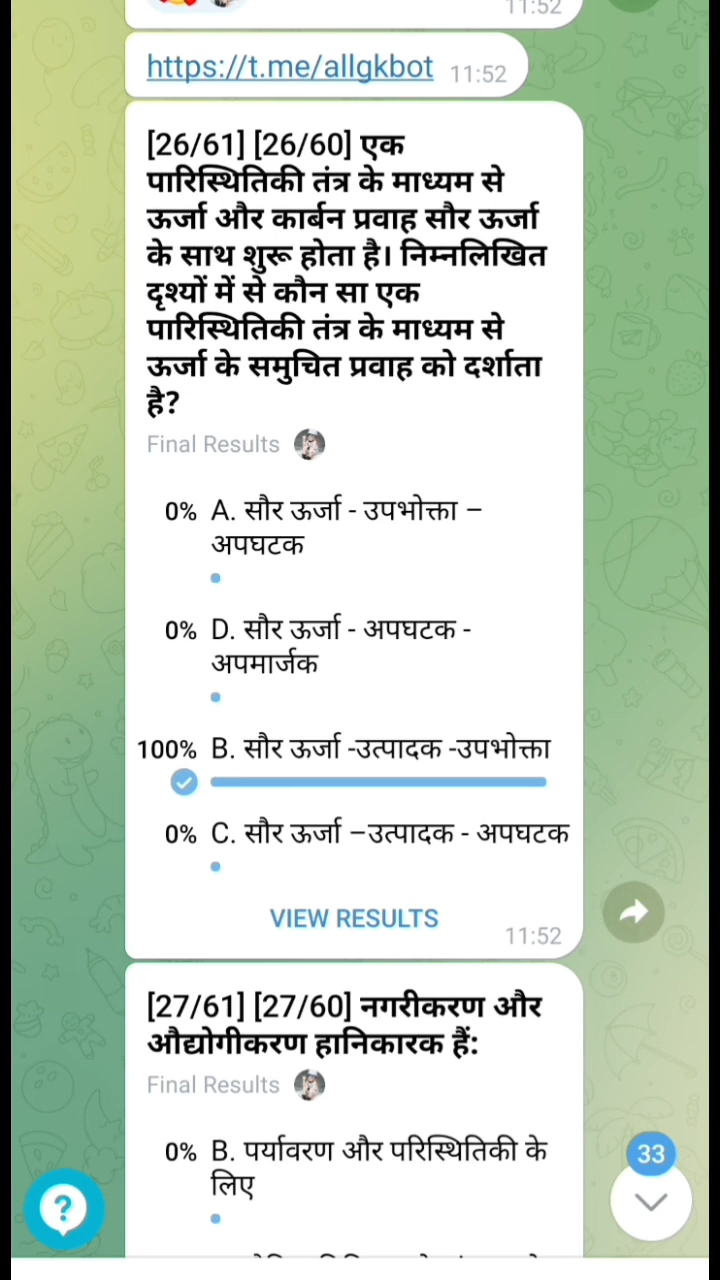 11:52
https://t.me/allgkbot 11:52
[26/61] [26/60] एक
पारिस्थितिकी तंत्र के माध्यम से
ऊर्जा और कार्बन प्रवाह सौर ऊर्जा
के साथ शुरू होता है। निम्नलिखित
दृश्यों में से कौन सा एक
पारिस्थितिकी तंत्र के माध्यम से
ऊर्जा के समुचित प्रवाह को दर्शाता
है?
Final Results
0% A. सौर ऊर्जा - उपभोक्ता –
अपघटक
0% D. सौर ऊर्जा - अपघटक -
अपमार्जक
100% B. सौर ऊर्जा -उत्पादक -उपभोक्ता
0% C. सौर ऊर्जा –उत्पादक - अपघटक
VIEW RESULTS
11:52
[27/61] [27/60] नगरीकरण और
औद्योगीकरण हानिकारक हैं:
Final Results
0% B. पर्यावरण और परिस्थितिकी के
लिए
33
?